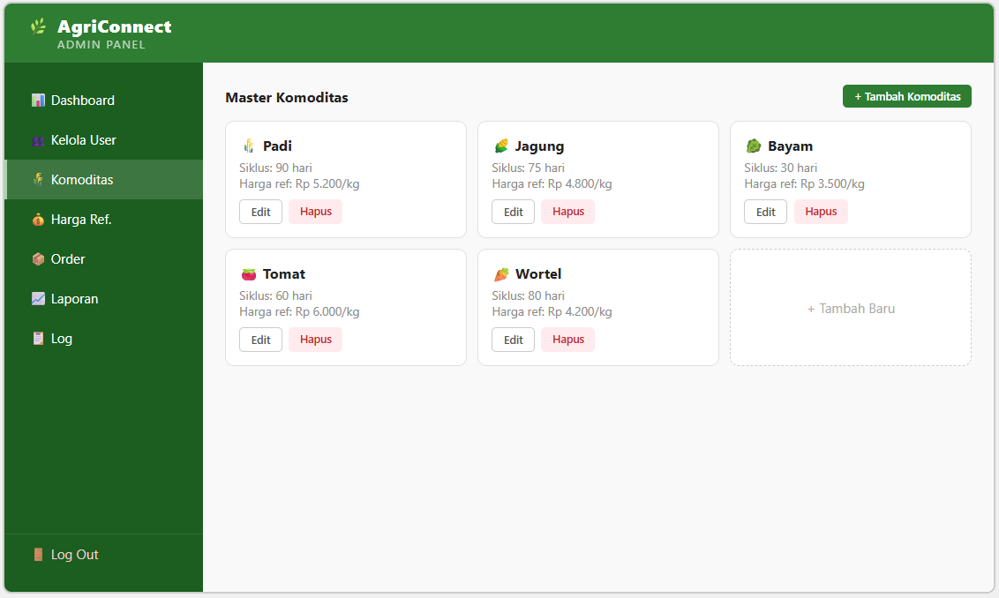 AgriConnect
ADMIN PANEL
Dashboard
Kelola User
Komoditas
Harga Ref.
Order
Laporan
Log
Log Out
Master Komoditas
+ Tambah Komoditas
Padi
Siklus: 90 hari
Harga ref: Rp 5.200/kg
Edit Hapus
Jagung
Siklus: 75 hari
Harga ref: Rp 4.800/kg
Edit Hapus
Bayam
Siklus: 30 hari
Harga ref: Rp 3.500/kg
Edit Hapus
Tomat
Siklus: 60 hari
Harga ref: Rp 6.000/kg
Edit Hapus
Wortel
Siklus: 80 hari
Harga ref: Rp 4.200/kg
Edit Hapus
+ Tambah Baru